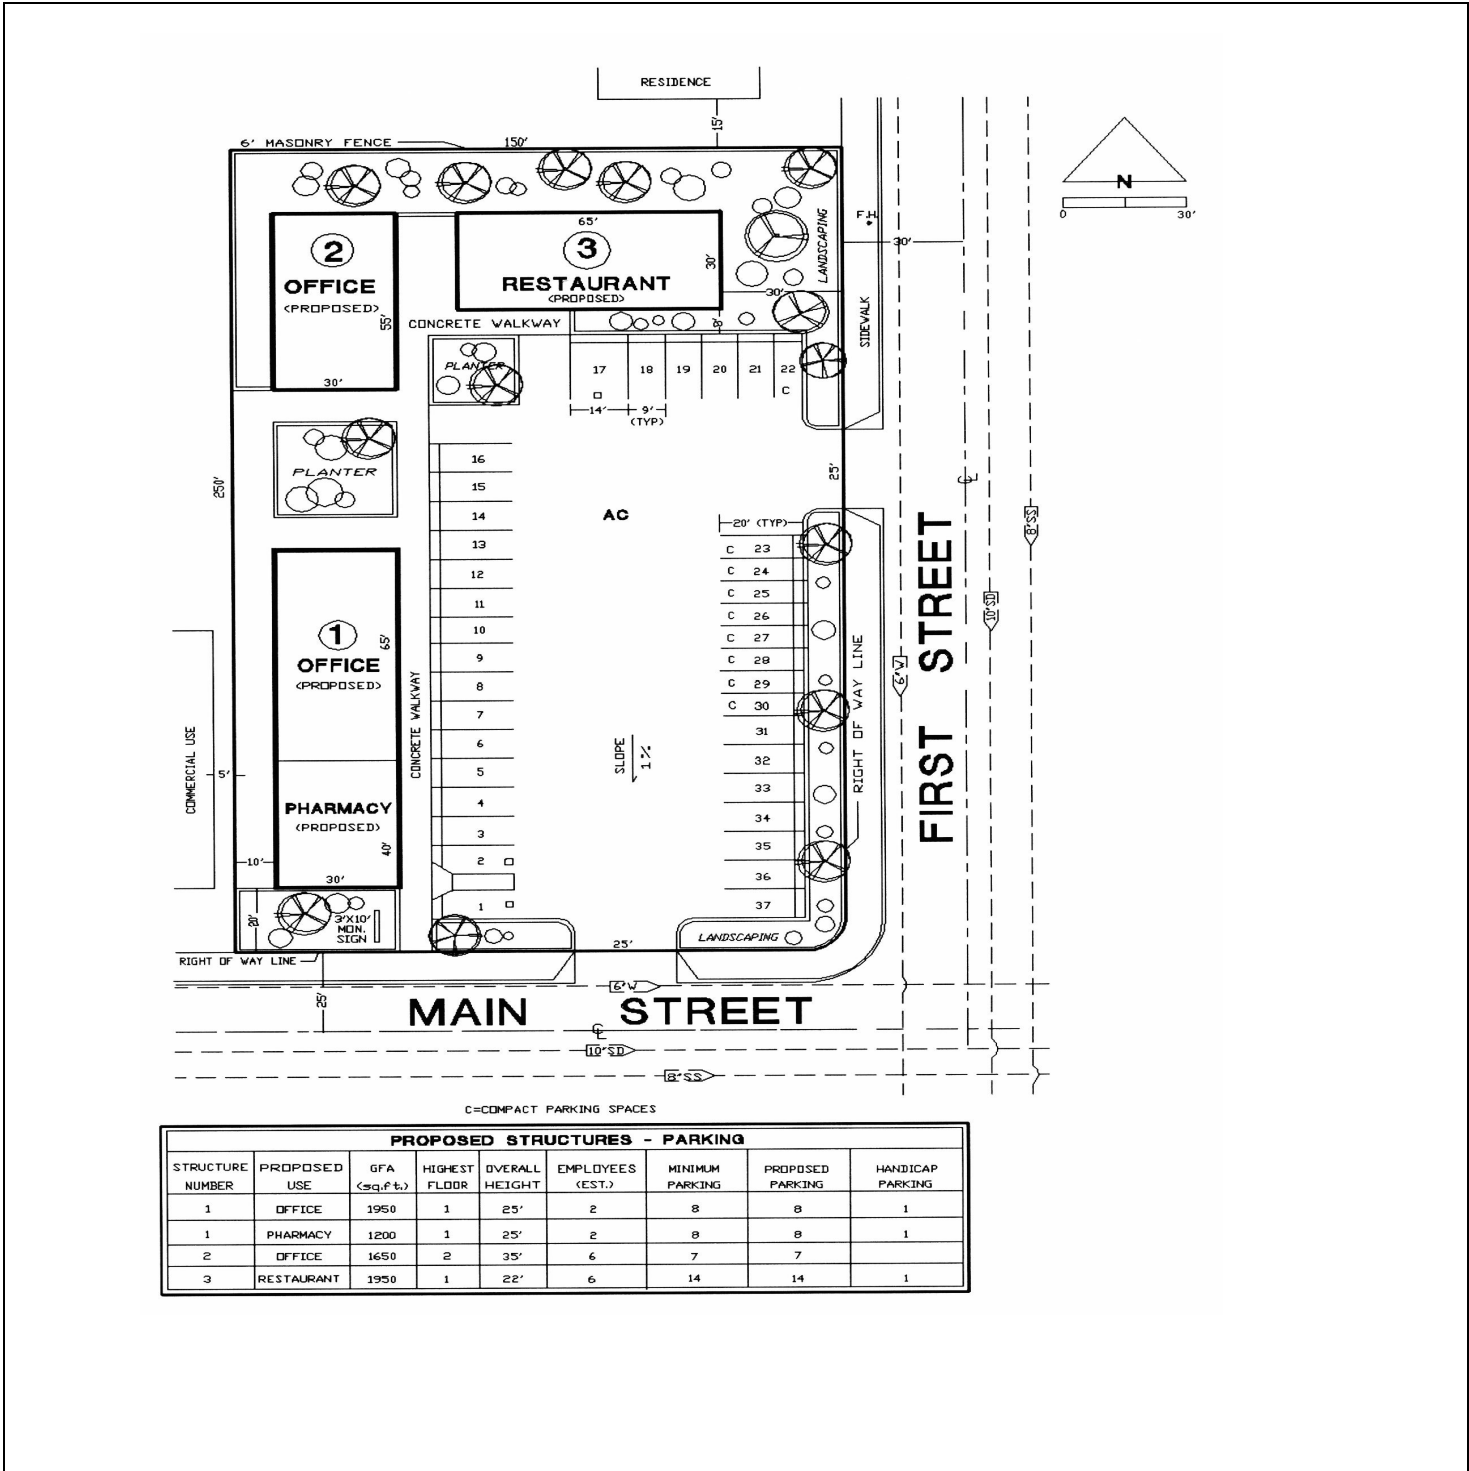 RESIDENCE
15'
6' MASONRY FENCE
150'
N
0 30'
2
OFFICE
(PROPOSED)
55'
30'
65'
3
30'
RESTAURANT
(PROPOSED)
LANDSCAPING
F.H.
30'
30'
8'
SIDEWALK
CONCRETE WALKWAY
PLANTER
17
18
19
20
21
22
C
14'
9'
(TYP)
PLANTER
250'
25'
16
15
14
13
12
11
10
9
8
7
6
5
4
3
2
1
AC
20' (TYP)
C 23
C 24
C 25
C 26
C 27
C 28
C 29
C 30
31
32
33
34
35
36
37
1
OFFICE
(PROPOSED)
65'
PHARMACY
(PROPOSED)
40'
30'
CONCRETE WALKWAY
SLOPE
1%
COMMERCIAL USE
5'
10'
20'
3'X10'
MON.
SIGN
25'
LANDSCAPING
RIGHT OF WAY LINE
RIGHT OF WAY LINE
FIRST STREET
CL
6"W
10"SD
8"SS
25'
6"W
MAIN STREET
CL
10"SD
8"SS
C=COMPACT PARKING SPACES
PROPOSED STRUCTURES - PARKING
STRUCTURE NUMBER PROPOSED USE GFA (sq.ft.) HIGHEST FLOOR OVERALL HEIGHT EMPLOYEES (EST.) MINIMUM PARKING PROPOSED PARKING HANDICAP PARKING
1 OFFICE 1950 1 25' 2 8 8 1
1 PHARMACY 1200 1 25' 2 8 8 1
2 OFFICE 1650 2 35' 6 7 7
3 RESTAURANT 1950 1 22' 6 14 14 1